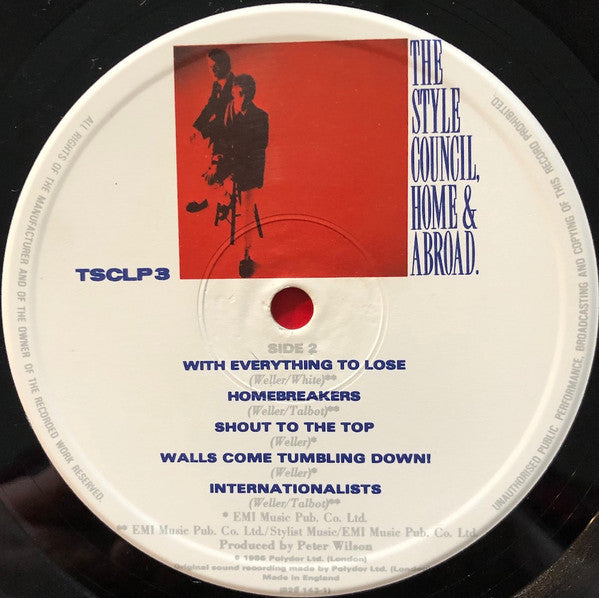 THE
STYLE
COUNCIL,
HOME &
ABROAD.
TSCLP3
SIDE 2
WITH EVERYTHING TO LOSE
(Weller/White)**
HOMEBREAKERS
(Weller/Talbot)**
SHOUT TO THE TOP
(Weller)*
WALLS COME TUMBLING DOWN!
(Weller)*
INTERNATIONALISTS
(Weller/Talbot)**
* EMI Music Pub. Co. Ltd.
** EMI Music Pub. Co. Ltd./Stylist Music/EMI Music Pub. Co. Ltd.
Produced by Peter Wilson
℗ 1986 Polydor Ltd. (London)
Original sound recording made by Polydor Ltd. (London)
Made in England
ALL RIGHTS OF THE MANUFACTURER AND OF THE OWNER OF THE RECORDED WORK RESERVED.
UNAUTHORISED PUBLIC PERFORMANCE, BROADCASTING AND COPYING OF THIS RECORD PROHIBITED.